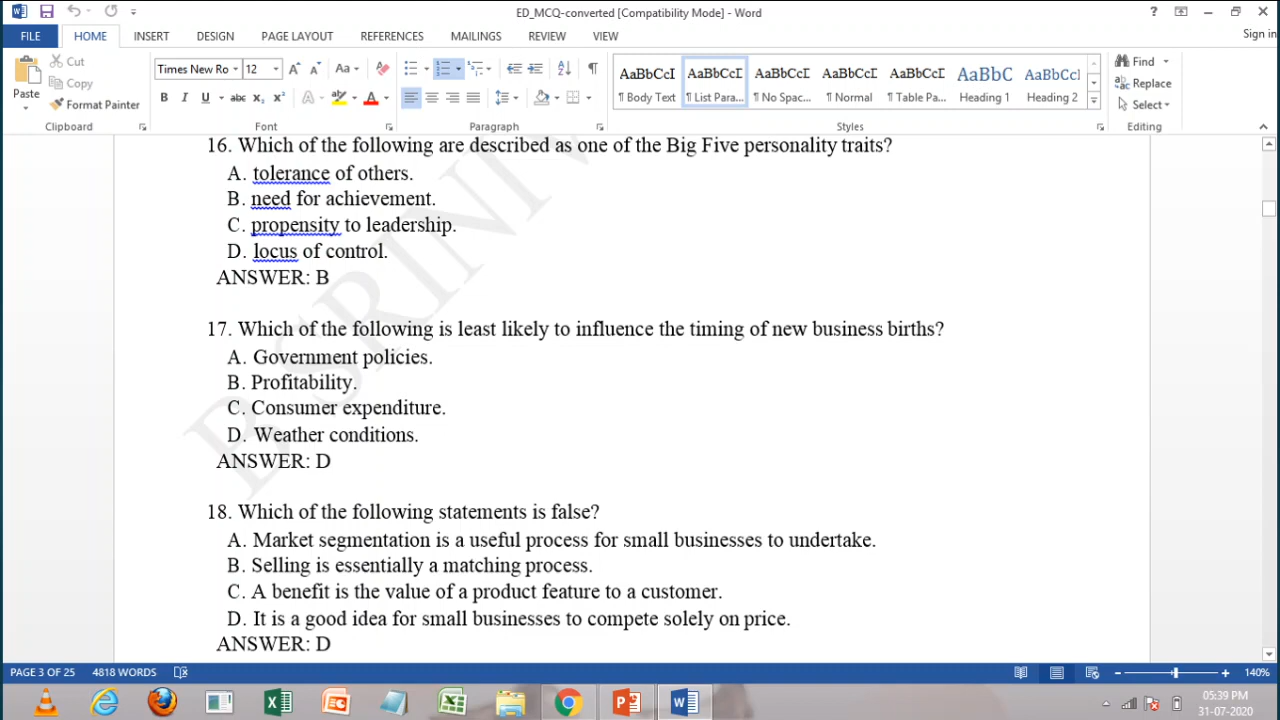 ED_MCQ-converted [Compatibility Mode] - Word
FILE HOME INSERT DESIGN PAGE LAYOUT REFERENCES MAILINGS REVIEW VIEW Sign in
Paste Cut Copy Format Painter
Times New Ro 12
AaBbCcI AaBbCcI AaBbCcI AaBbCcI AaBbCcI AaBbC AaBbCcI
¶ Body Text ¶ List Para... ¶ No Spac... ¶ Normal ¶ Table Pa... Heading 1 Heading 2
Find Replace Select
Clipboard Font Paragraph Styles Editing
16. Which of the following are described as one of the Big Five personality traits?
A. tolerance of others.
B. need for achievement.
C. propensity to leadership.
D. locus of control.
ANSWER: B
17. Which of the following is least likely to influence the timing of new business births?
A. Government policies.
B. Profitability.
C. Consumer expenditure.
D. Weather conditions.
ANSWER: D
18. Which of the following statements is false?
A. Market segmentation is a useful process for small businesses to undertake.
B. Selling is essentially a matching process.
C. A benefit is the value of a product feature to a customer.
D. It is a good idea for small businesses to compete solely on price.
ANSWER: D
B SRINIV
PAGE 3 OF 25 4818 WORDS 140%
05:39 PM
31-07-2020